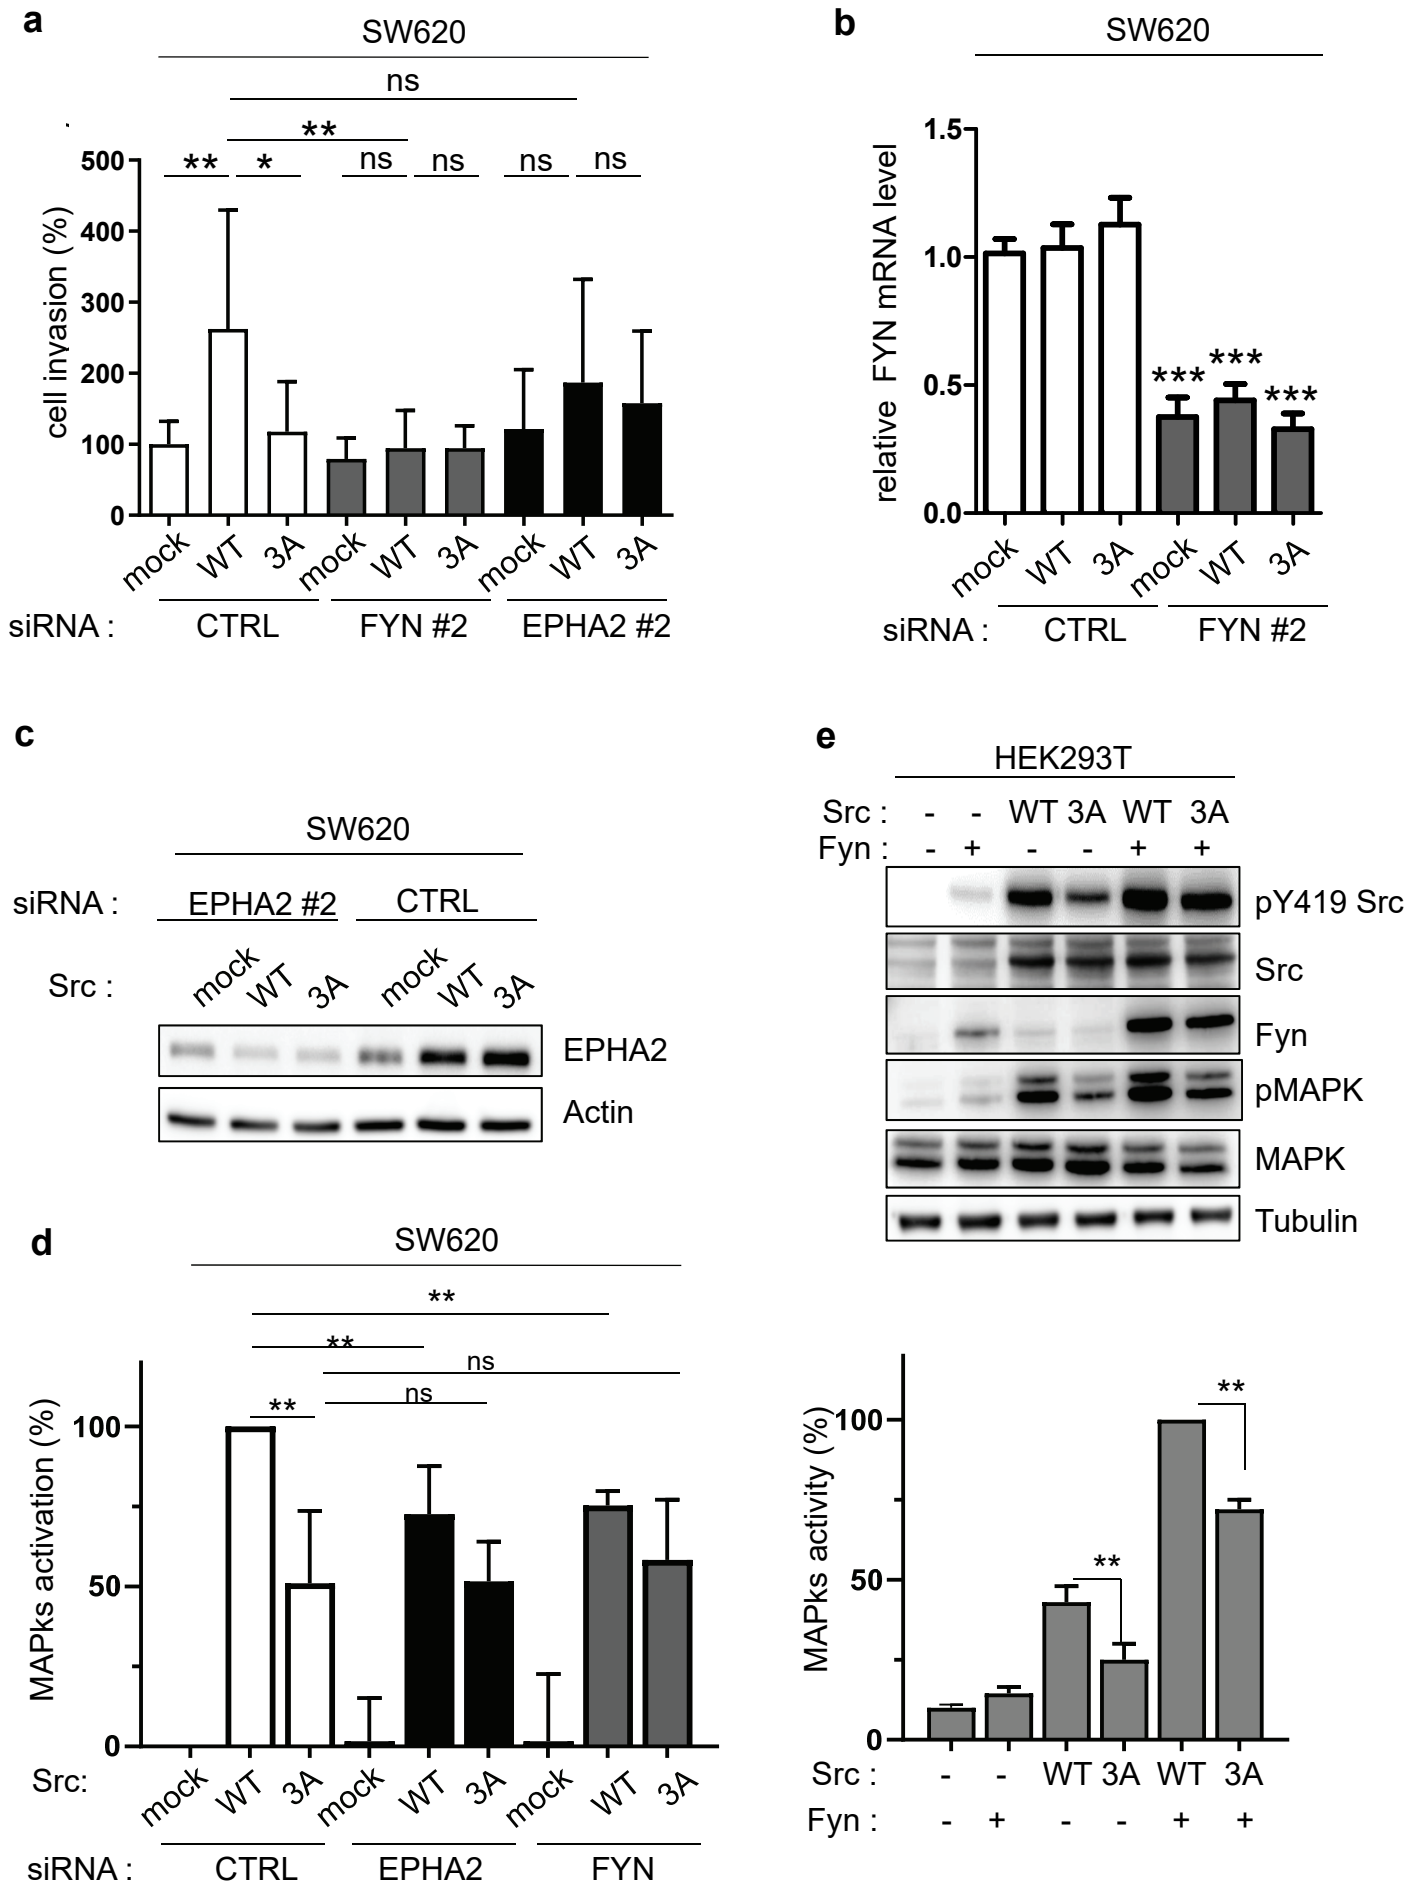 a
SW620
ns
**
** * ns ns ns ns
500
400
300
200
100
0
cell invasion (%)
mock WT 3A mock WT 3A mock WT 3A
siRNA : CTRL FYN #2 EPHA2 #2
b
SW620
1.5
1.0
0.5
0.0
relative FYN mRNA level
*** *** ***
mock WT 3A mock WT 3A
siRNA : CTRL FYN #2
c
SW620
siRNA : EPHA2 #2 CTRL
Src : mock WT 3A mock WT 3A
EPHA2
Actin
d
SW620
**
**
ns
ns
**
100
50
0
MAPks activation (%)
Src: mock WT 3A mock WT 3A mock WT 3A
siRNA : CTRL EPHA2 FYN
e
HEK293T
Src : - - WT 3A WT 3A
Fyn : - + - - + +
pY419 Src
Src
Fyn
pMAPK
MAPK
Tubulin
**
**
100
50
0
MAPks activity (%)
Src : - - WT 3A WT 3A
Fyn : - + - - + +